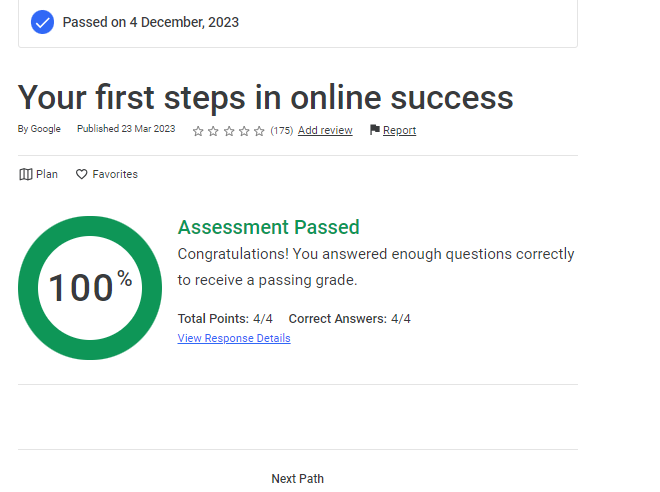 Passed on 4 December, 2023
Your first steps in online success
By Google Published 23 Mar 2023 (175) Add review Report
Plan Favorites
Assessment Passed
Congratulations! You answered enough questions correctly
to receive a passing grade.
100%
Total Points: 4/4 Correct Answers: 4/4
View Response Details
Next Path